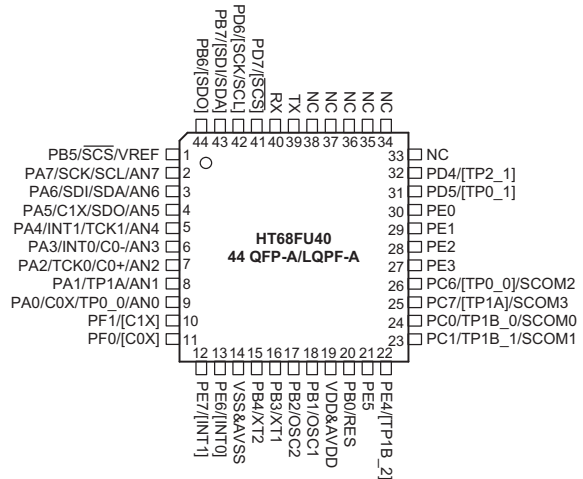 PB6/[SDO]
PB7/[SDI/SDA]
PD6/[SCK/SCL]
PD7/[SCS]
RX
TX
NC
NC
NC
NC
NC
44 43 42 41 40 39 38 37 36 35 34
PB5/SCS/VREF 1
PA7/SCK/SCL/AN7 2
PA6/SDI/SDA/AN6 3
PA5/C1X/SDO/AN5 4
PA4/INT1/TCK1/AN4 5
PA3/INT0/C0-/AN3 6
PA2/TCK0/C0+/AN2 7
PA1/TP1A/AN1 8
PA0/C0X/TP0_0/AN0 9
PF1/[C1X] 10
PF0/[C0X] 11
HT68FU40
44 QFP-A/LQPF-A
33 NC
32 PD4/[TP2_1]
31 PD5/[TP0_1]
30 PE0
29 PE1
28 PE2
27 PE3
26 PC6/[TP0_0]/SCOM2
25 PC7/[TP1A]/SCOM3
24 PC0/TP1B_0/SCOM0
23 PC1/TP1B_1/SCOM1
12 13 14 15 16 17 18 19 20 21 22
PE7/[INT1]
PE6/[INT0]
VSS&AVSS
PB4/XT2
PB3/XT1
PB2/OSC2
PB1/OSC1
VDD&AVDD
PB0/RES
PE5
PE4/[TP1B_2]